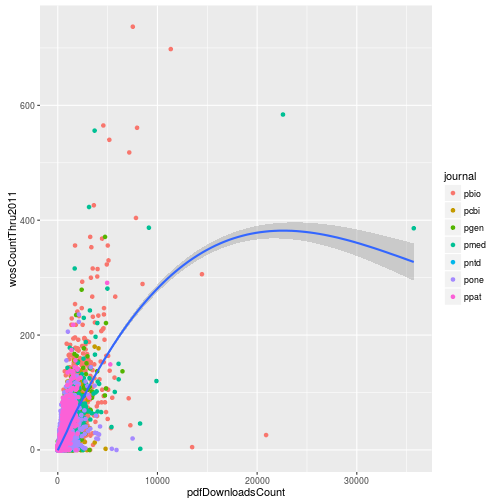 wosCountThru2011
600
400
200
0
0
10000
20000
30000
pdfDownloadsCount
journal
pbio
pcbi
pgen
pmed
pntd
pone
ppat